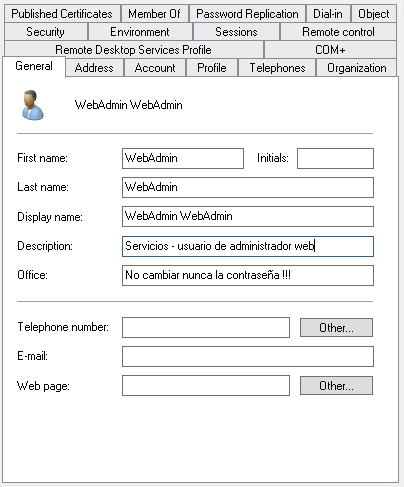 Published Certificates Member Of Password Replication Dial-in Object
Security Environment Sessions Remote control
Remote Desktop Services Profile COM+
General Address Account Profile Telephones Organization
WebAdmin WebAdmin
First name: WebAdmin Initials:
Last name: WebAdmin
Display name: WebAdmin WebAdmin
Description: Servicios - usuario de administrador web
Office: No cambiar nunca la contraseña !!!
Telephone number: Other...
E-mail:
Web page: Other...